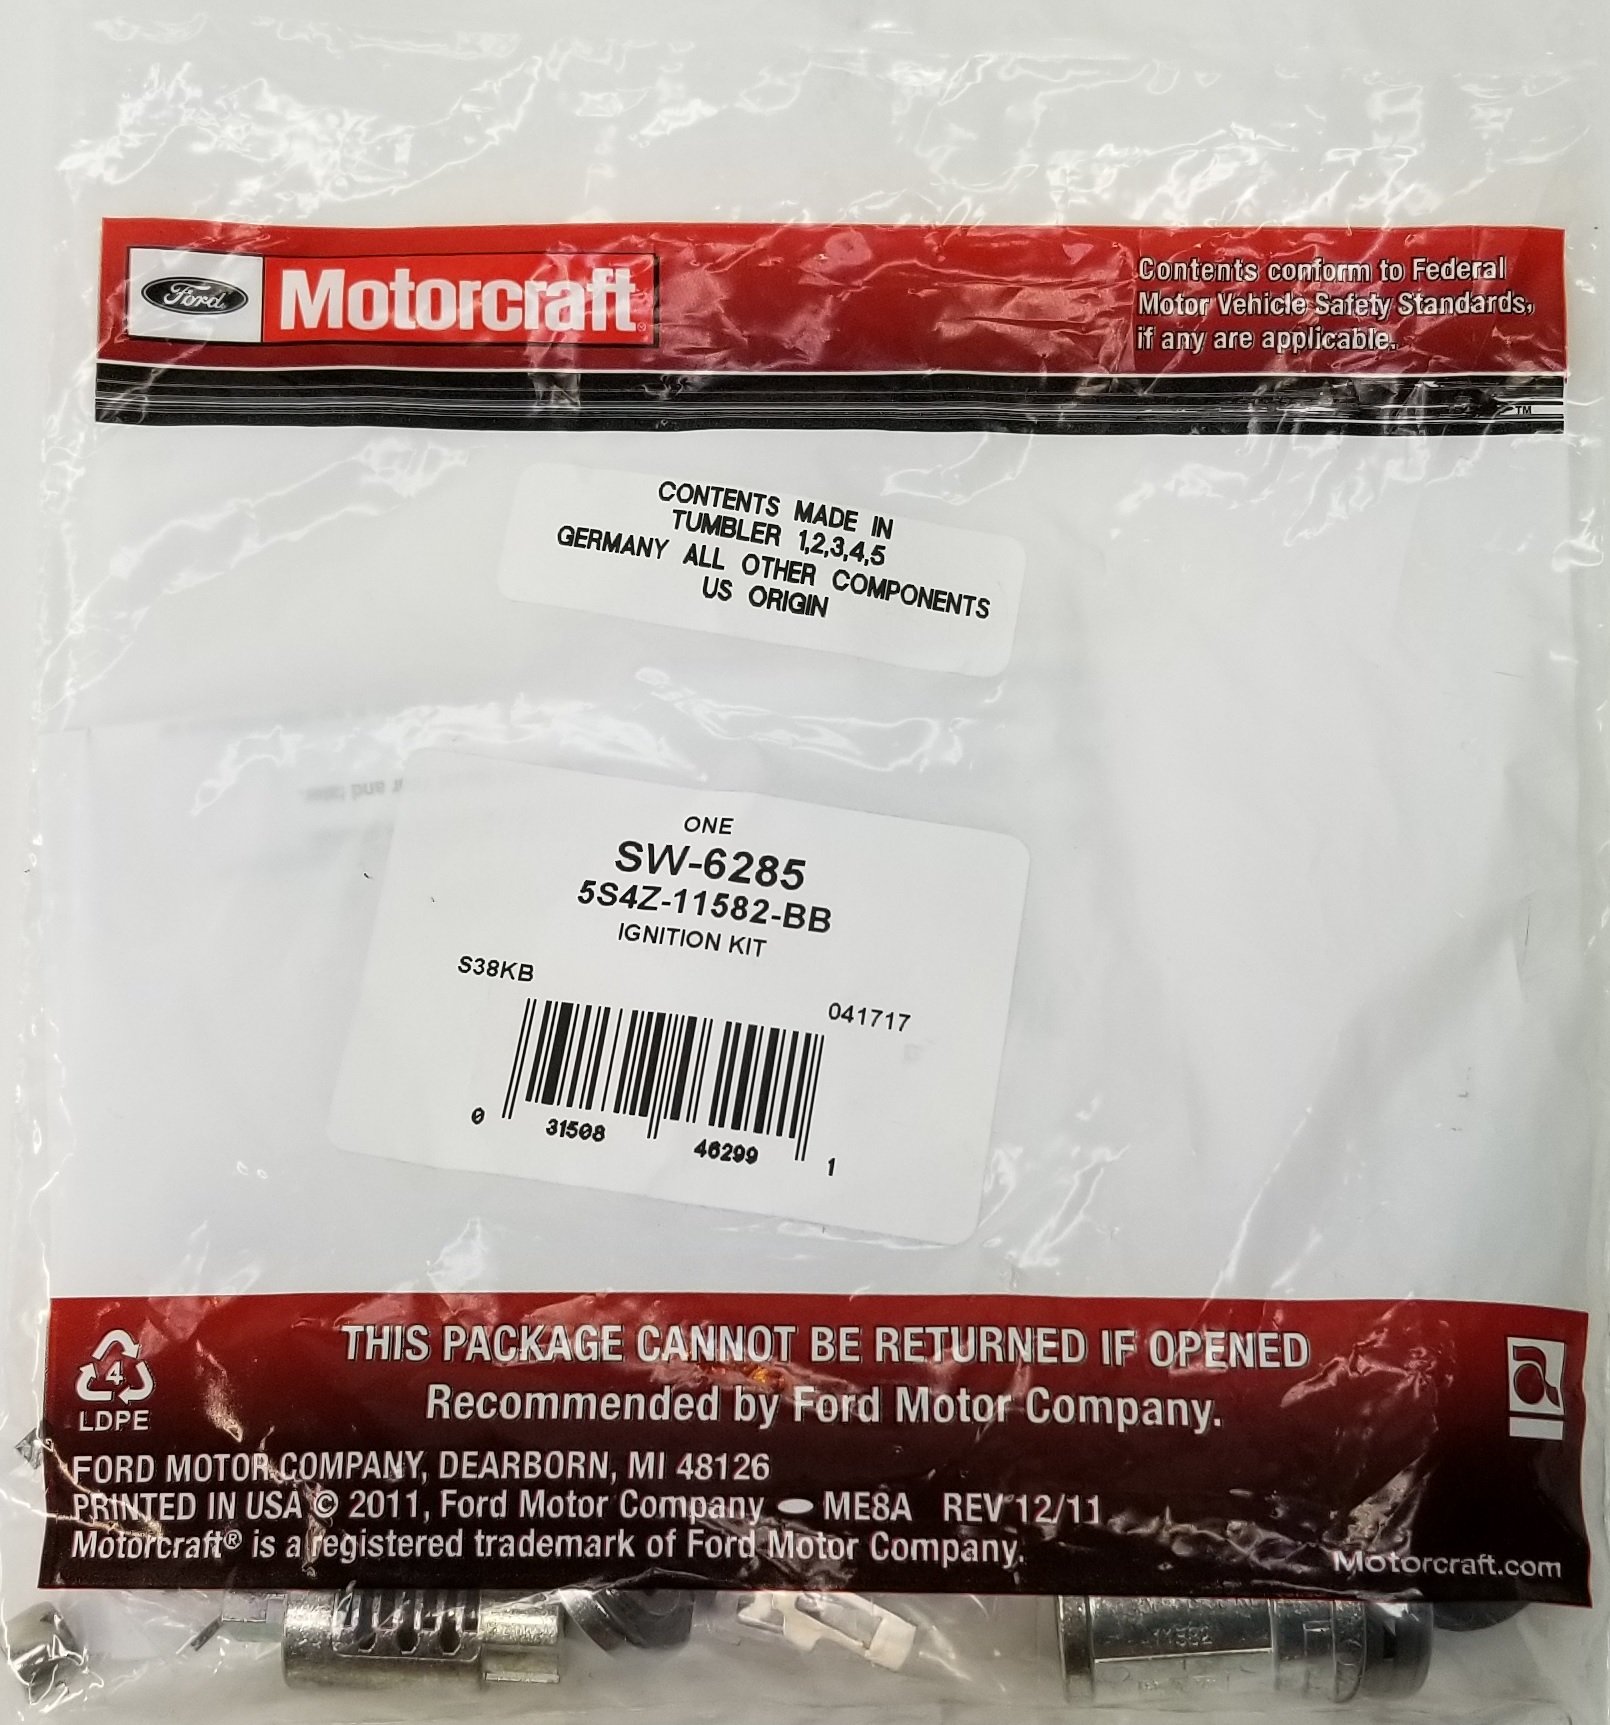 Ford
Motorcraft
Contents conform to Federal
Motor Vehicle Safety Standards,
if any are applicable.
TM
CONTENTS MADE IN
TUMBLER 1,2,3,4,5
GERMANY ALL OTHER COMPONENTS
US ORIGIN
and
ONE
SW-6285
5S4Z-11582-BB
IGNITION KIT
S38KB
041717
0 31508 46299 1
THIS PACKAGE CANNOT BE RETURNED IF OPENED
Recommended by Ford Motor Company.
4
LDPE
a
FORD MOTOR COMPANY, DEARBORN, MI 48126
PRINTED IN USA © 2011, Ford Motor Company ME8A REV 12/11
Motorcraft® is a registered trademark of Ford Motor Company.
Motorcraft.com
11582